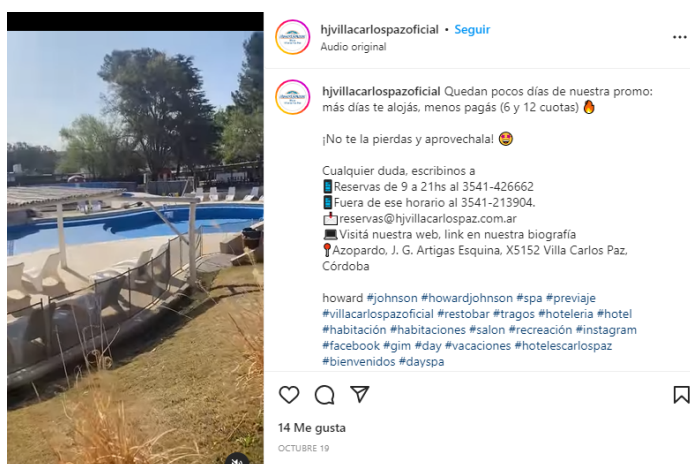 hjvillacarlospazoficial • Seguir
Audio original
hjvillacarlospazoficial Quedan pocos días de nuestra promo:
más días te alojás, menos pagás (6 y 12 cuotas) 🔥
¡No te la pierdas y aprovechala! 🤩
Cualquier duda, escribinos a
📱Reservas de 9 a 21hs al 3541-426662
📱Fuera de ese horario al 3541-213904.
📩reservas@hjvillacarlospaz.com.ar
💻Visitá nuestra web, link en nuestra biografía
📍Azopardo, J. G. Artigas Esquina, X5152 Villa Carlos Paz,
Córdoba
howard #johnson #howardjohnson #spa #previaje
#villacarlospazoficial #restobar #tragos #hoteleria #hotel
#habitación #habitaciones #salon #recreación #instagram
#facebook #gim #day #vacaciones #hotelescarlospaz
#bienvenidos #dayspa
14 Me gusta
OCTUBRE 19